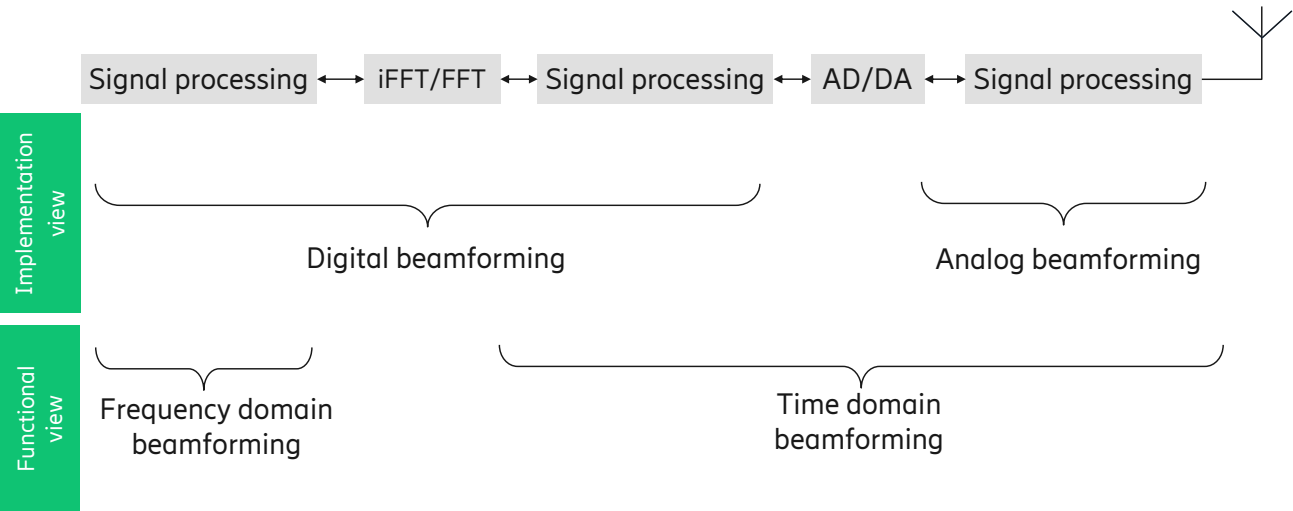 Signal processing
iFFT/FFT
Signal processing
AD/DA
Signal processing
Implementation
view
Digital beamforming
Analog beamforming
Functional
view
Frequency domain
beamforming
Time domain
beamforming